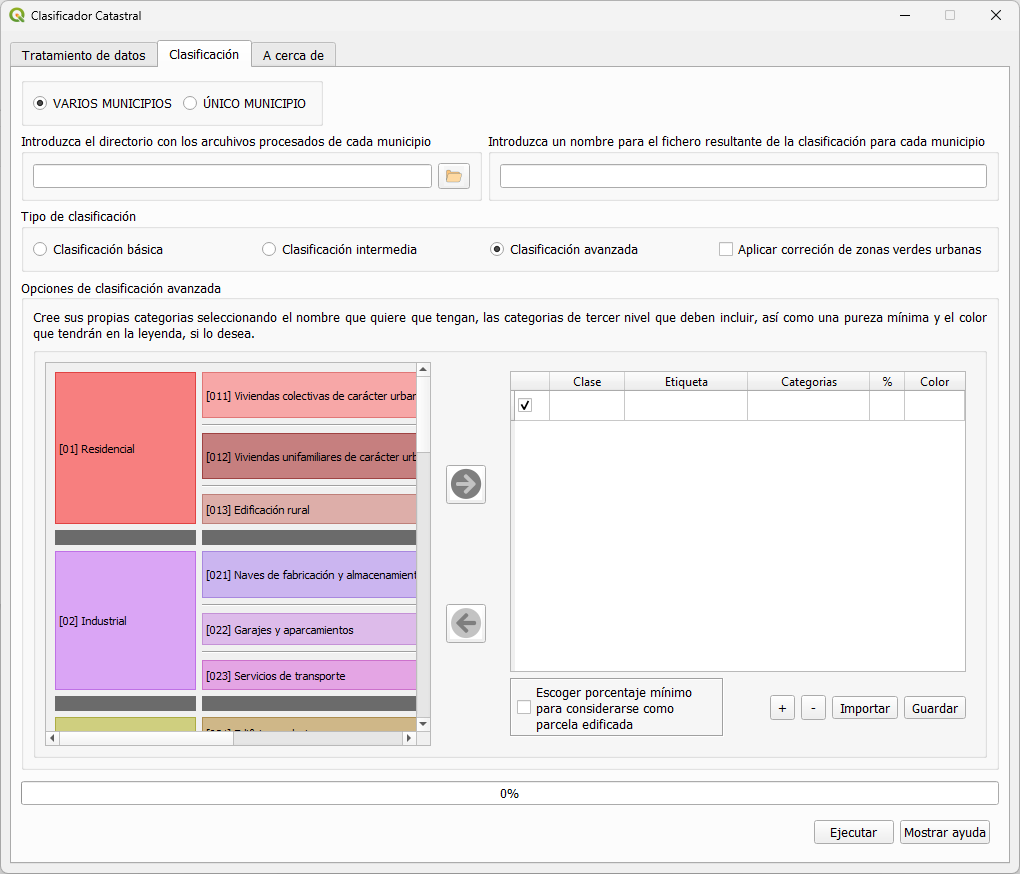 Clasificador Catastral
Tratamiento de datos
Clasificación
A cerca de
VARIOS MUNICIPIOS
ÚNICO MUNICIPIO
Introduzca el directorio con los arcuhivos procesados de cada municipio
Introduzca un nombre para el fichero resultante de la clasificación para cada municipio
Tipo de clasificación
Clasificación básica
Clasificación intermedia
Clasificación avanzada
Aplicar correción de zonas verdes urbanas
Opciones de clasificación avanzada
Cree sus propias categorias seleccionando el nombre que quiere que tengan, las categorias de tercer nivel que deben incluir, así como una pureza mínima y el color
que tendrán en la leyenda, si lo desea.
[01] Residencial
[011] Viviendas colectivas de carácter urbar
[012] Viviendas unifamiliares de carácter urb
[013] Edificación rural
[02] Industrial
[021] Naves de fabricación y almacenamient
[022] Garajes y aparcamientos
[023] Servicios de transporte
Clase
Etiqueta
Categorias
%
Color
Escoger porcentaje mínimo
para considerarse como
parcela edificada
+
-
Importar
Guardar
0%
Ejecutar
Mostrar ayuda